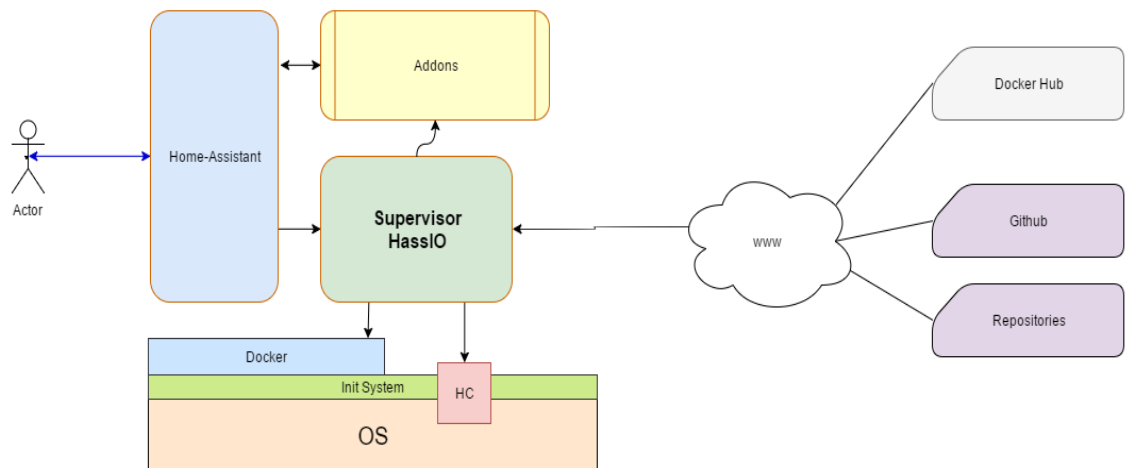 Addons
Docker Hub
Home-Assistant
Actor
Supervisor
HassIO
Github
www
Repositories
Docker
Init System
HC
OS